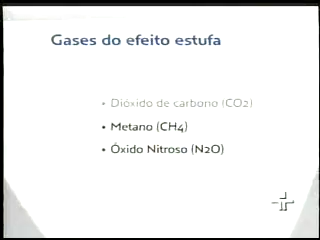 Gases do efeito estufa
• Dióxido de carbono (CO2)
• Metano (CH4)
• Óxido Nitroso (N2O)